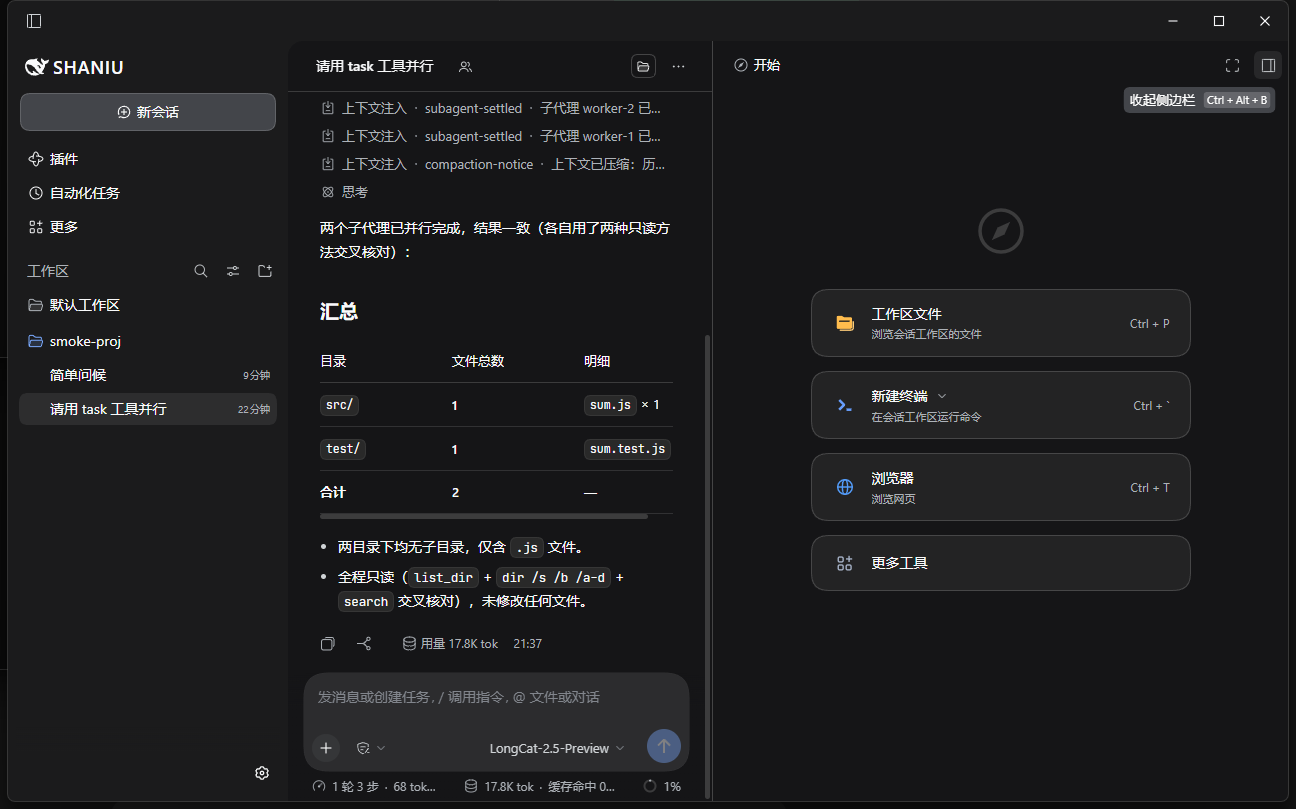 SHANIU
新会话
插件
自动化任务
更多
工作区
默认工作区
smoke-proj
简单问候 9分钟
请用 task 工具并行 22分钟
请用 task 工具并行
上下文注入 · subagent-settled · 子代理 worker-2 已...
上下文注入 · subagent-settled · 子代理 worker-1 已...
上下文注入 · compaction-notice · 上下文已压缩：历...
思考
两个子代理已并行完成，结果一致（各自用了两种只读方
法交叉核对）：
汇总
目录 文件总数 明细
src/ 1 sum.js × 1
test/ 1 sum.test.js
合计 2 —
两目录下均无子目录，仅含 .js 文件。
全程只读（list_dir + dir /s /b /a-d +
search 交叉核对），未修改任何文件。
用量 17.8K tok 21:37
发消息或创建任务, / 调用指令, @ 文件或对话
LongCat-2.5-Preview
1 轮 3 步 · 68 tok... 17.8K tok · 缓存命中 0... 1%
开始
收起侧边栏 Ctrl + Alt + B
工作区文件
浏览会话工作区的文件
Ctrl + P
新建终端
在会话工作区运行命令
Ctrl + `
浏览器
浏览网页
Ctrl + T
更多工具